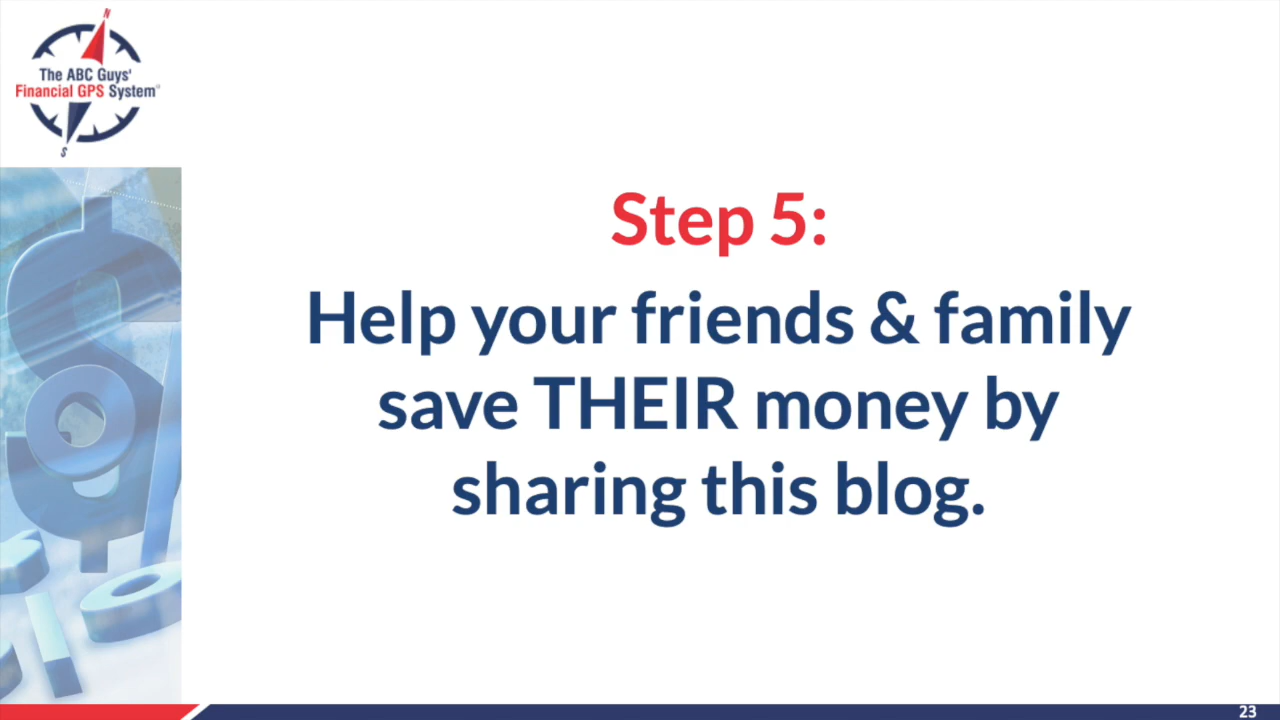 N
The ABC Guys'
Financial GPS System
S
Step 5:
Help your friends & family
save THEIR money by
sharing this blog.
23